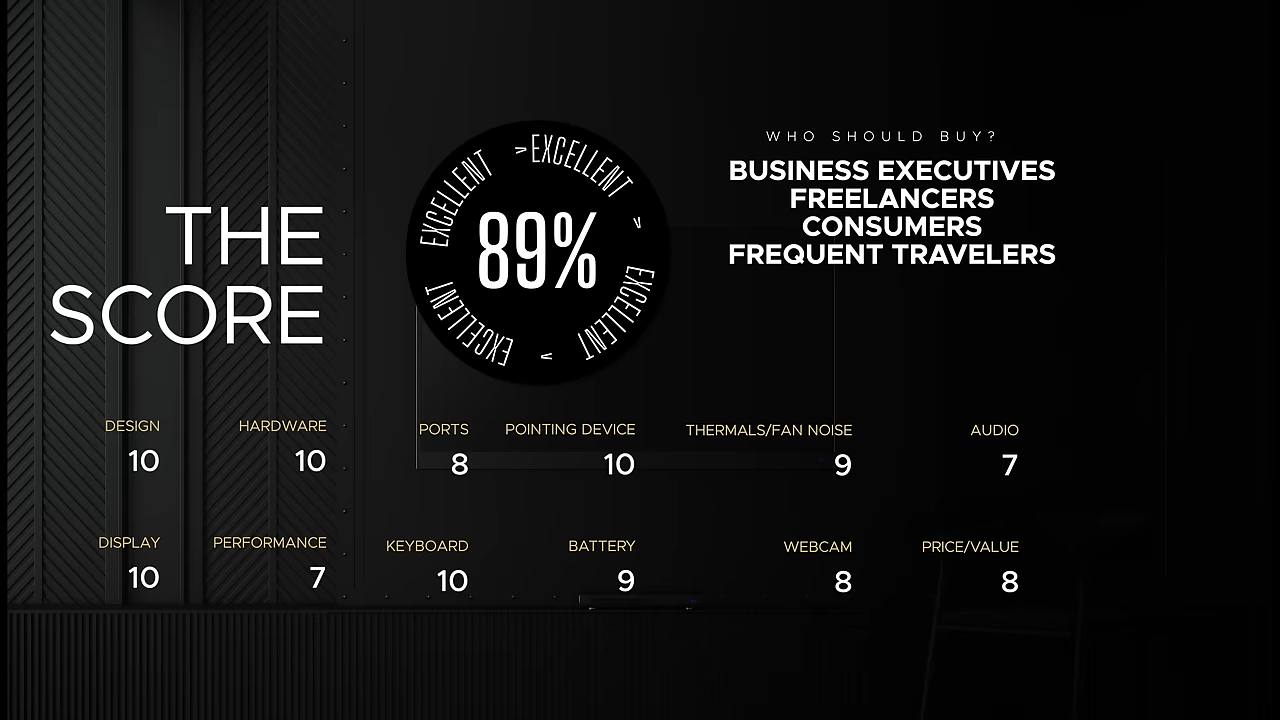 THE
SCORE
EXCELLENT > EXCELLENT > EXCELLENT > EXCELLENT
89%
WHO SHOULD BUY?
BUSINESS EXECUTIVES
FREELANCERS
CONSUMERS
FREQUENT TRAVELERS
DESIGN HARDWARE PORTS POINTING DEVICE THERMALS/FAN NOISE AUDIO
10 10 8 10 9 7
DISPLAY PERFORMANCE KEYBOARD BATTERY WEBCAM PRICE/VALUE
10 7 10 9 8 8